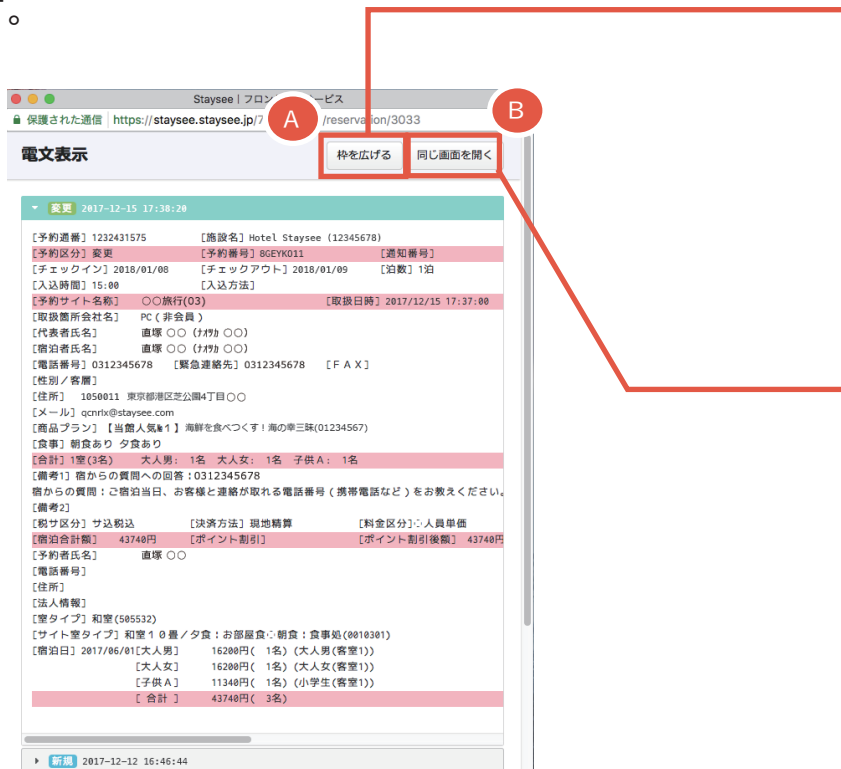 。
Staysee | フロン ービス
保護された通信 https://staysee.staysee.jp/7 /reservation/3033
A
B
電文表示
枠を広げる 同じ画面を開く
変更 2017-12-15 17:38:20
[予約通番] 1232431575 [施設名] Hotel Staysee (12345678)
[予約区分] 変更 [予約番号] 8GEYKO11 [通知番号]
[チェックイン] 2018/01/08 [チェックアウト] 2018/01/09 [泊数] 1泊
[入込時間] 15:00 [入込方法]
[予約サイト名称] ○○旅行(03) [取扱日時] 2017/12/15 17:37:00
[取扱箇所会社名] PC ( 非会員 )
[代表者氏名] 直塚 ○○ (ﾅｵﾂｶ ○○)
[宿泊者氏名] 直塚 ○○ (ﾅｵﾂｶ ○○)
[電話番号] 0312345678 [緊急連絡先] 0312345678 [ＦＡＸ]
[性別／客層]
[住所] 1050011 東京都港区芝公園4丁目○○
[メール] qcnrlx@staysee.com
[商品プラン] 【当館人気№1】海鮮を食べつくす！海の幸三昧(01234567)
[食事] 朝食あり 夕食あり
[合計] 1室(3名) 大人男: 1名 大人女: 1名 子供Ａ: 1名
[備考1] 宿からの質問への回答：0312345678
宿からの質問：ご宿泊当日、お客様と連絡が取れる電話番号（携帯電話など）をお教えください。
[備考2]
[税サ区分] サ込税込 [決済方法] 現地精算 [料金区分] 人員単価
[宿泊合計額] 43740円 [ポイント割引] [ポイント割引後額] 43740円
[予約者氏名] 直塚 ○○
[電話番号]
[住所]
[法人情報]
[室タイプ] 和室(505532)
[サイト室タイプ] 和室１０畳／夕食：お部屋食 朝食：食事処(0010301)
[宿泊日] 2017/06/01[大人男] 16200円( 1名) (大人男(客室1))
[大人女] 16200円( 1名) (大人女(客室1))
[子供Ａ] 11340円( 1名) (小学生(客室1))
[ 合計 ] 43740円( 3名)
新規 2017-12-12 16:46:44